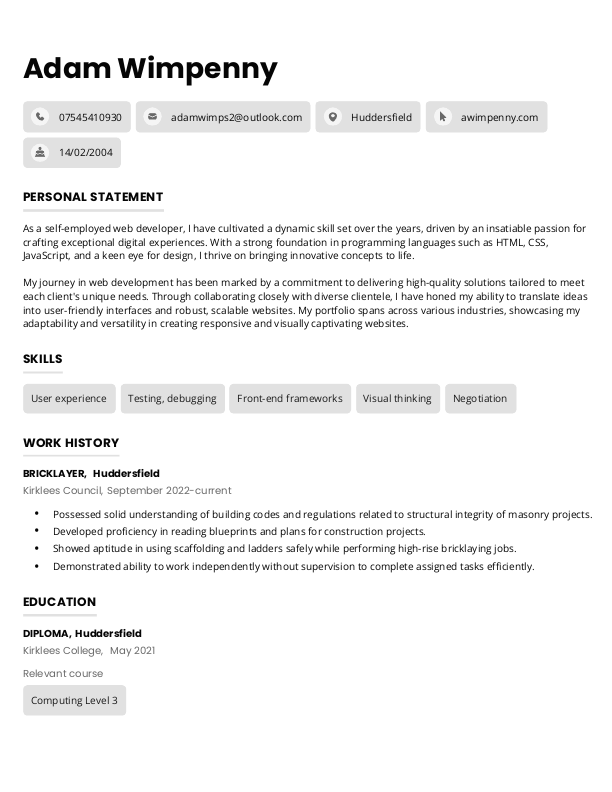 Adam Wimpenny
07545410930
adamwimps2@outlook.com
Huddersfield
awimpenny.com
14/02/2004
PERSONAL STATEMENT
As a self-employed web developer, I have cultivated a dynamic skill set over the years, driven by an insatiable passion for
crafting exceptional digital experiences. With a strong foundation in programming languages such as HTML, CSS,
JavaScript, and a keen eye for design, I thrive on bringing innovative concepts to life.
My journey in web development has been marked by a commitment to delivering high-quality solutions tailored to meet
each client's unique needs. Through collaborating closely with diverse clientele, I have honed my ability to translate ideas
into user-friendly interfaces and robust, scalable websites. My portfolio spans across various industries, showcasing my
adaptability and versatility in creating responsive and visually captivating websites.
SKILLS
User experience
Testing, debugging
Front-end frameworks
Visual thinking
Negotiation
WORK HISTORY
BRICKLAYER, Huddersfield
Kirklees Council, September 2022-current
• Possessed solid understanding of building codes and regulations related to structural integrity of masonry projects.
• Developed proficiency in reading blueprints and plans for construction projects.
• Showed aptitude in using scaffolding and ladders safely while performing high-rise bricklaying jobs.
• Demonstrated ability to work independently without supervision to complete assigned tasks efficiently.
EDUCATION
DIPLOMA, Huddersfield
Kirklees College, May 2021
Relevant course
Computing Level 3